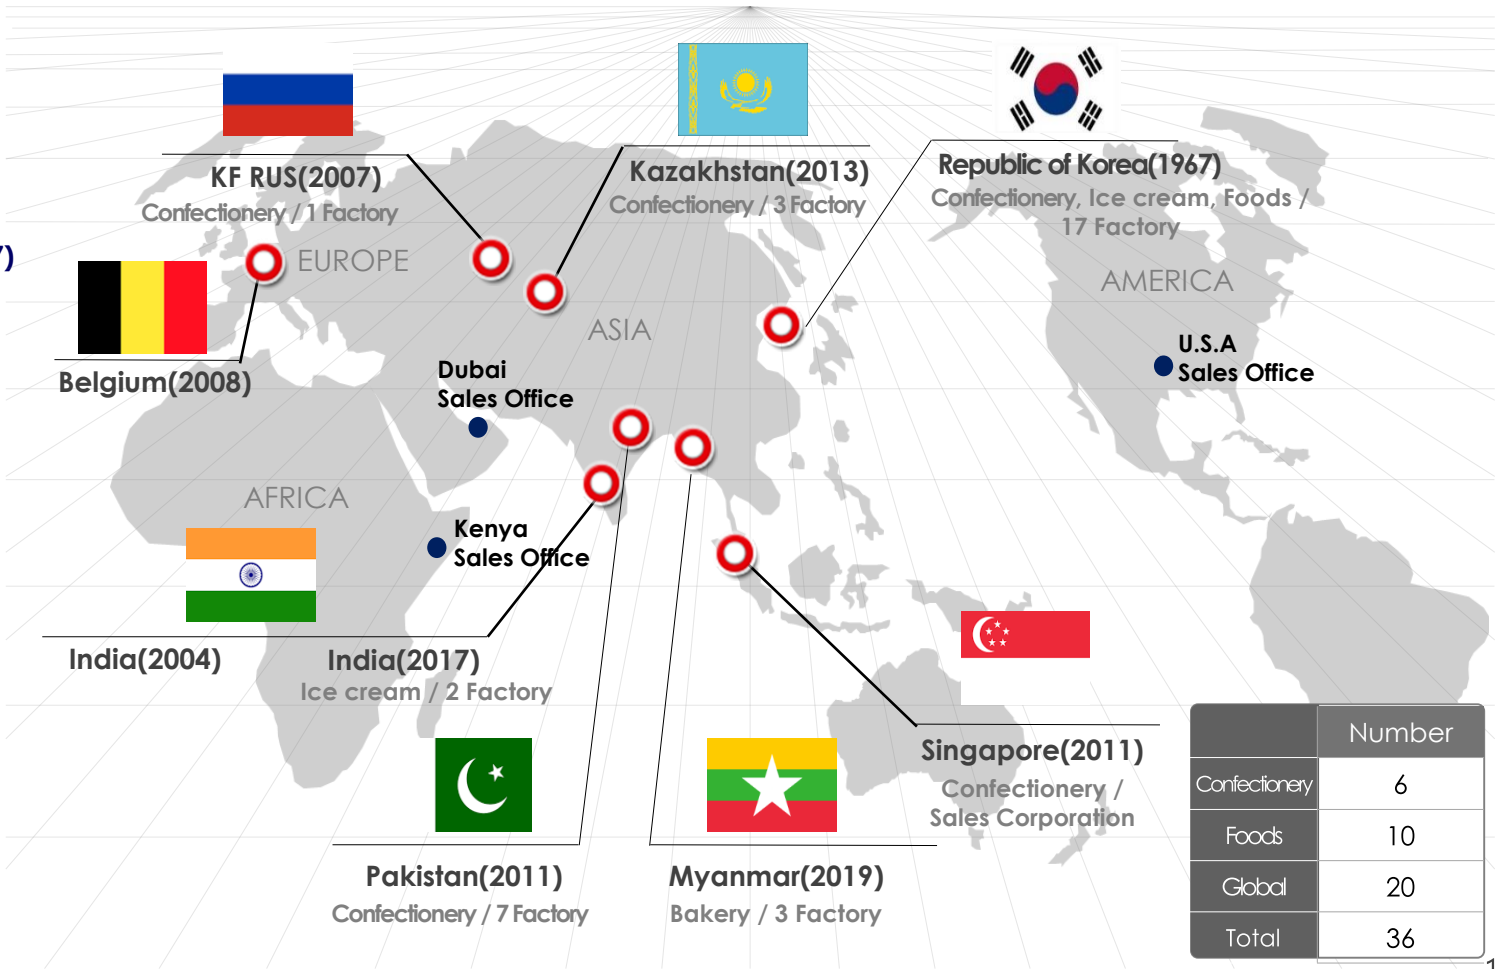 KF RUS(2007)
Confectionery / 1 Factory
Kazakhstan(2013)
Confectionery / 3 Factory
Republic of Korea(1967)
Confectionery, Ice cream, Foods /
17 Factory
7)
EUROPE
AMERICA
ASIA
Belgium(2008)
Dubai
Sales Office
U.S.A
Sales Office
AFRICA
Kenya
Sales Office
India(2004)
India(2017)
Ice cream / 2 Factory
Singapore(2011)
Confectionery /
Sales Corporation
Pakistan(2011)
Confectionery / 7 Factory
Myanmar(2019)
Bakery / 3 Factory
Number
Confectionery 6
Foods 10
Global 20
Total 36
1